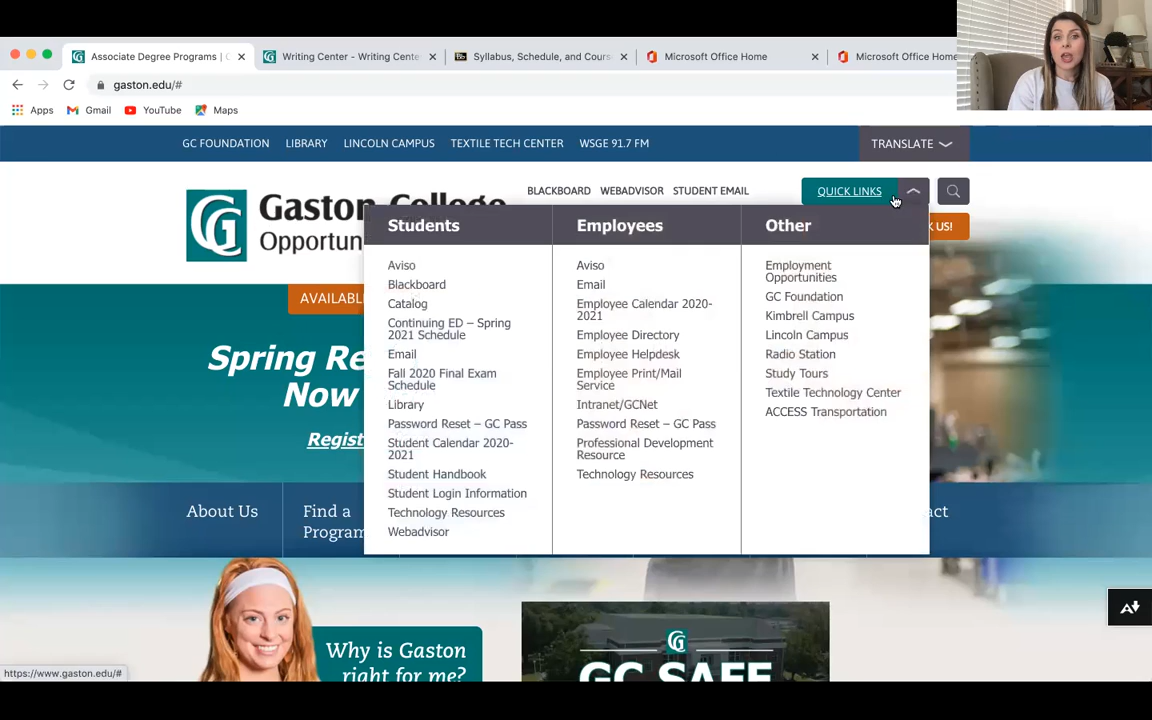 Associate Degree Programs | G
Writing Center - Writing Cente
Syllabus, Schedule, and Cours
Microsoft Office Home
Microsoft Office Home
gaston.edu/#
Apps
Gmail
YouTube
Maps
GC FOUNDATION
LIBRARY
LINCOLN CAMPUS
TEXTILE TECH CENTER
WSGE 91.7 FM
TRANSLATE
BLACKBOARD
WEBADVISOR
STUDENT EMAIL
QUICK LINKS
Gaston College
Opportun
K US!
Students
Aviso
Blackboard
Catalog
Continuing ED – Spring
2021 Schedule
Email
Fall 2020 Final Exam
Schedule
Library
Password Reset – GC Pass
Student Calendar 2020-
2021
Student Handbook
Student Login Information
Technology Resources
Webadvisor
Employees
Aviso
Email
Employee Calendar 2020-
2021
Employee Directory
Employee Helpdesk
Employee Print/Mail
Service
Intranet/GCNet
Password Reset – GC Pass
Professional Development
Resource
Technology Resources
Other
Employment
Opportunities
GC Foundation
Kimbrell Campus
Lincoln Campus
Radio Station
Study Tours
Textile Technology Center
ACCESS Transportation
AVAILABL
Spring Re
Now
Regist
About Us
Find a
Program
act
Why is Gaston
right for me?
GC SAFE
https://www.gaston.edu/#